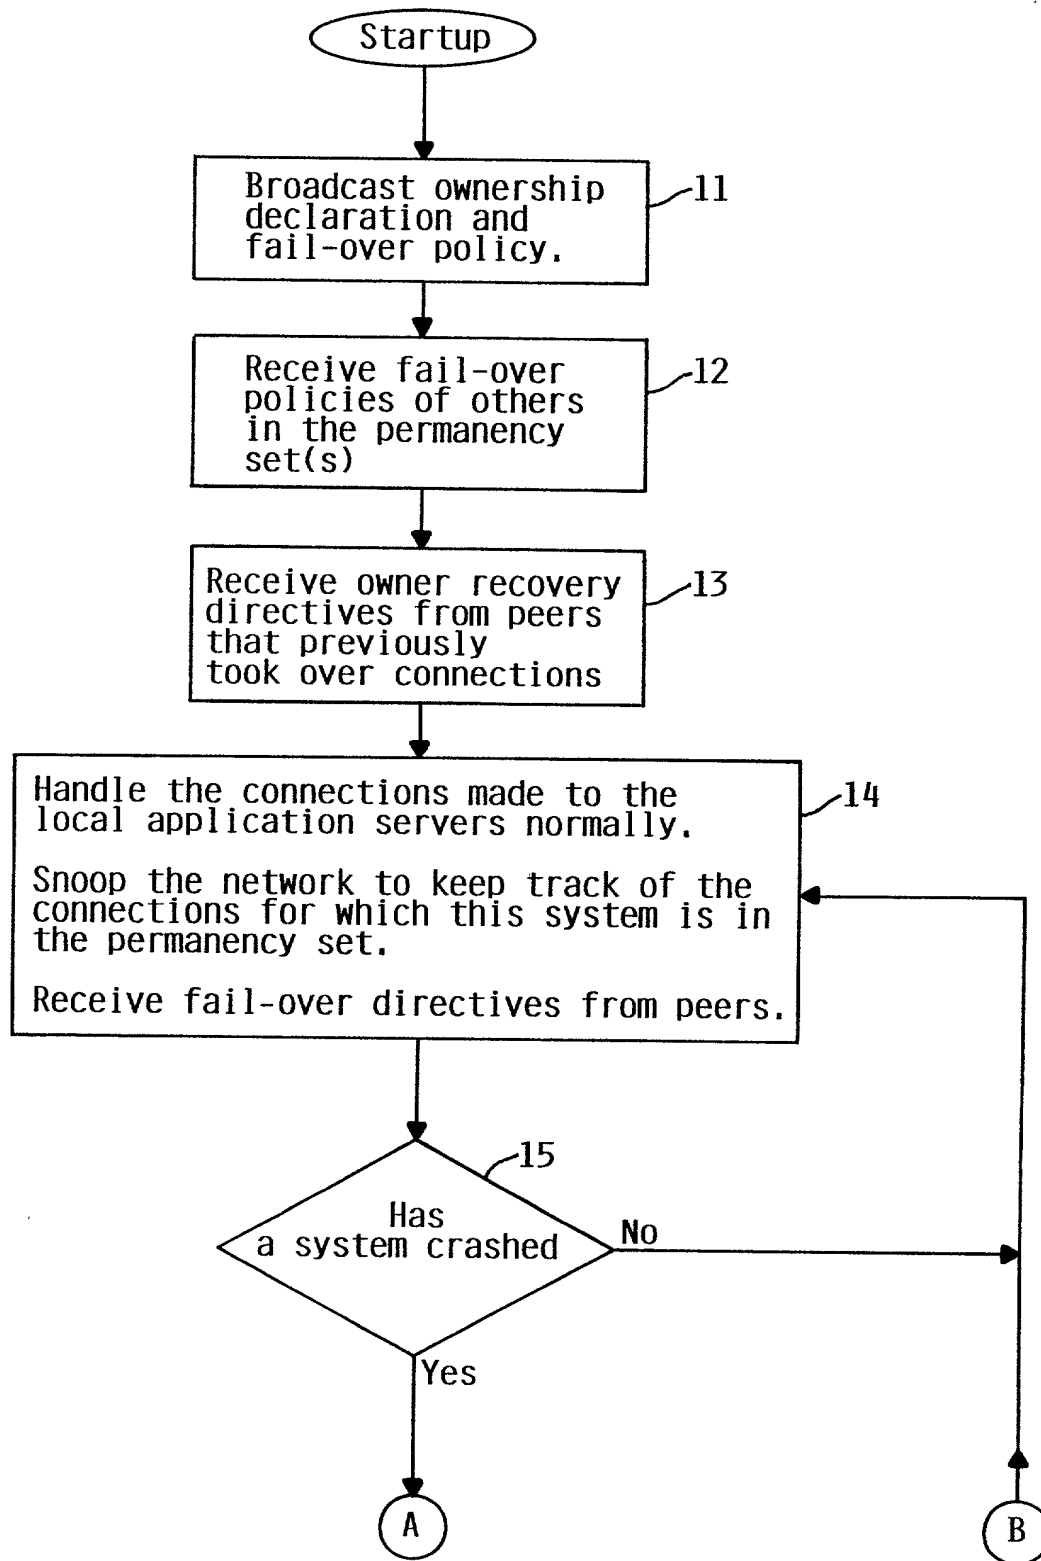 Startup
Broadcast ownership
declaration and
fail-over policy.
11
Receive fail-over
policies of others
in the permanency
set(s)
12
Receive owner recovery
directives from peers
that previously
took over connections
13
Handle the connections made to the
local application servers normally.
Snoop the network to keep track of the
connections for which this system is in
the permanency set.
Receive fail-over directives from peers.
14
15
Has
a system crashed
No
Yes
A
B